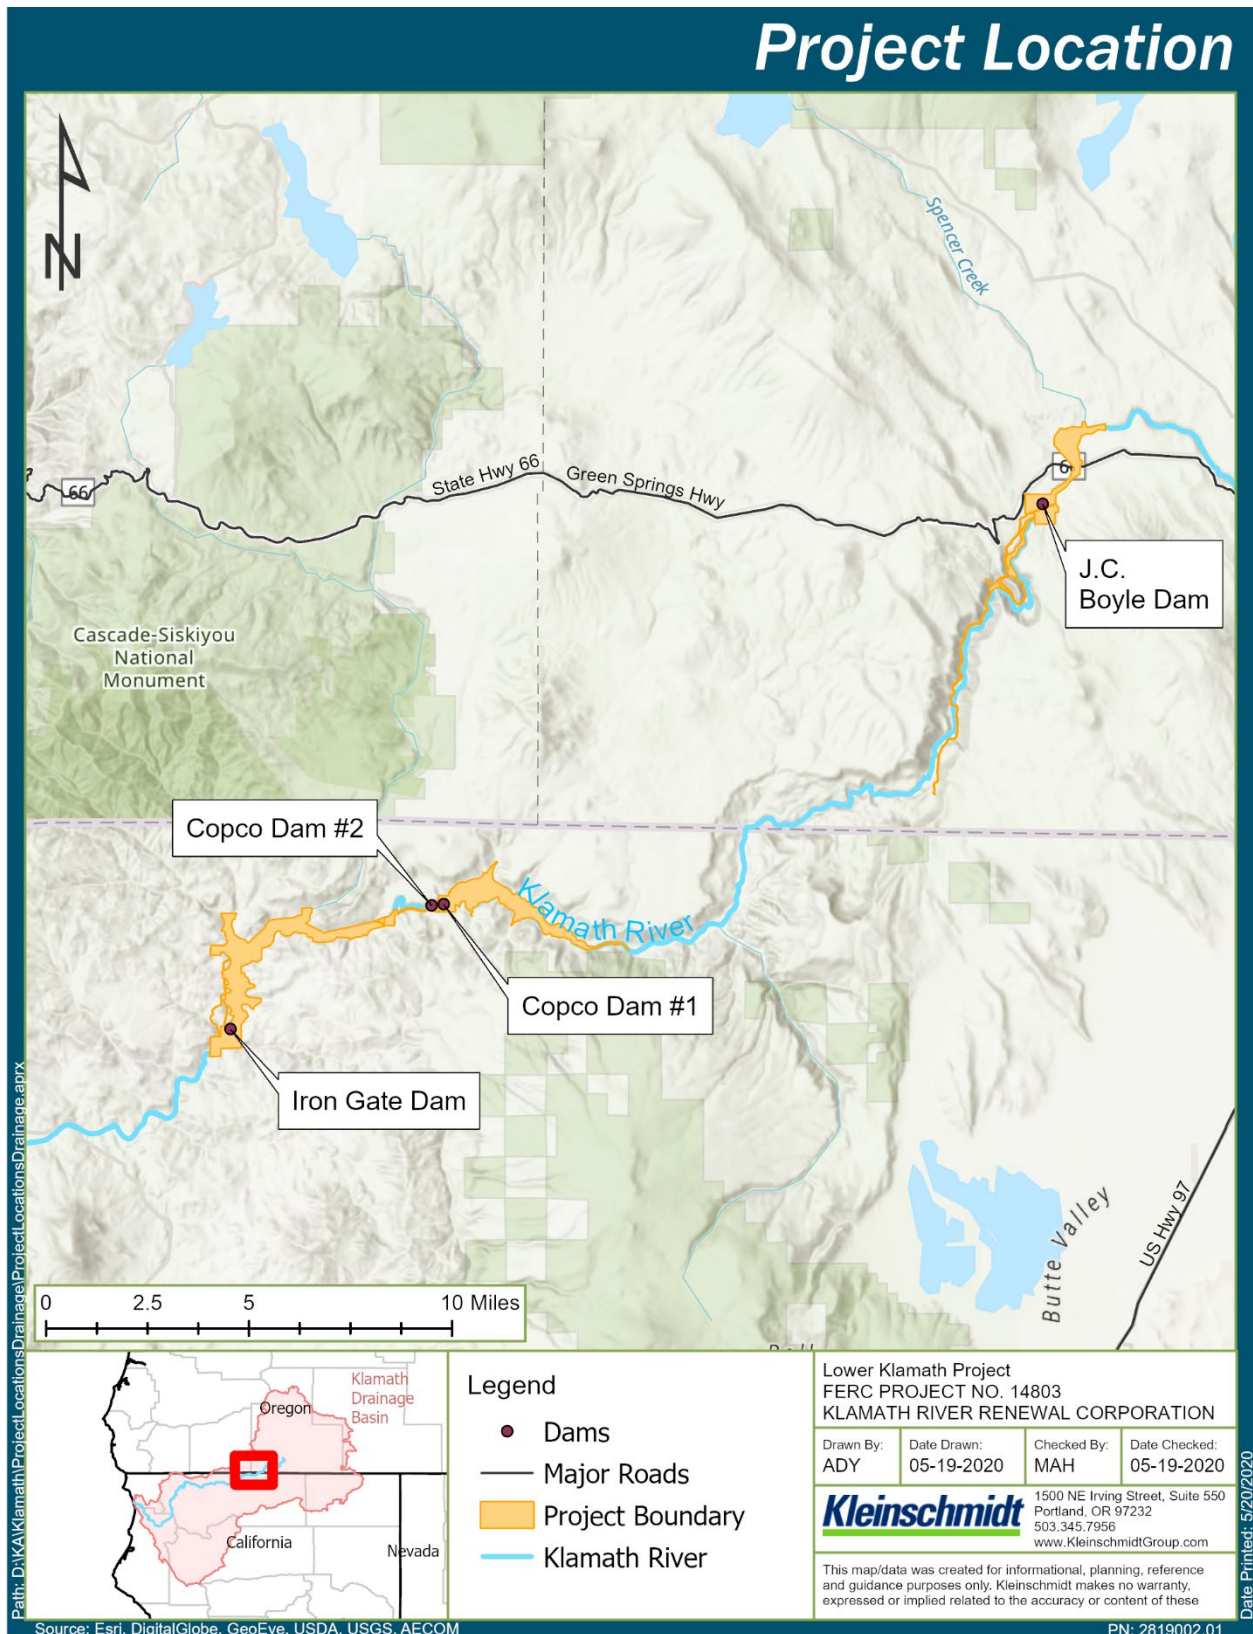 Project Location
N
Spencer Creek
66
State Hwy 66
Green Springs Hwy
6
J.C.
Boyle Dam
Cascade-Siskiyou
National
Monument
Copco Dam #2
Klamath River
Copco Dam #1
Iron Gate Dam
Butte Valley
US Hwy 97
0 2.5 5 10 Miles
Klamath
Drainage
Basin
Oregon
California
Nevada
Legend
Dams
Major Roads
Project Boundary
Klamath River
Lower Klamath Project
FERC PROJECT NO. 14803
KLAMATH RIVER RENEWAL CORPORATION
Drawn By:
ADY
Date Drawn:
05-19-2020
Checked By:
MAH
Date Checked:
05-19-2020
Kleinschmidt
1500 NE Irving Street, Suite 550
Portland, OR 97232
503.345.7956
www.KleinschmidtGroup.com
This map/data was created for informational, planning, reference
and guidance purposes only. Kleinschmidt makes no warranty,
expressed or implied related to the accuracy or content of these
Path: D:\KA\Klamath\ProjectLocationsDrainage\ProjectLocationsDrainage.aprx
Date Printed: 5/20/2020
Source: Esri, DigitalGlobe, GeoEye, USDA, USGS, AECOM
PN: 2819002.01